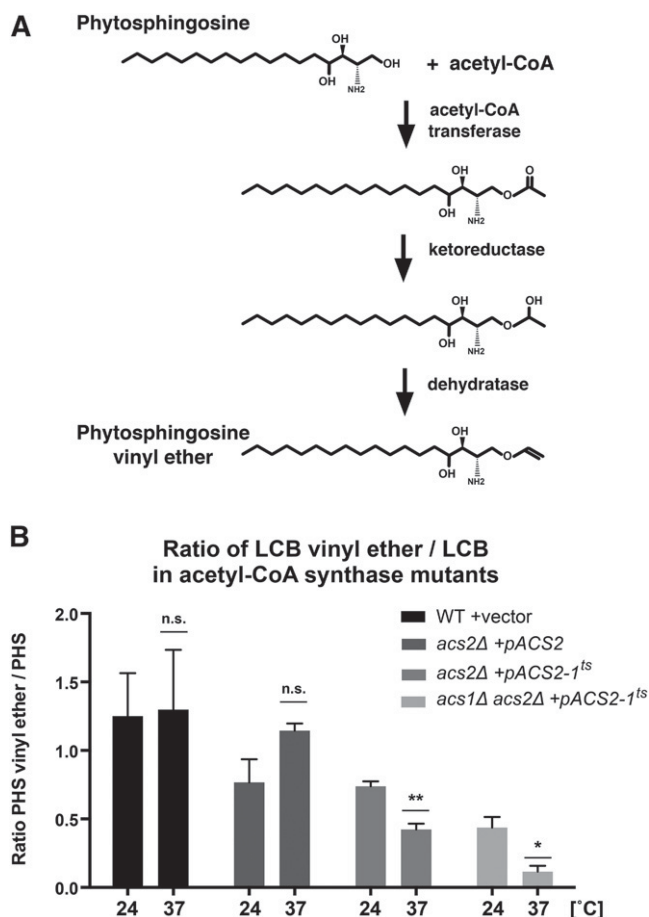 A
Phytosphingosine
OH
OH
OH
NH2
+ acetyl-CoA
acetyl-CoA
transferase
OH
O
O
OH
NH2
ketoreductase
OH
OH
O
OH
NH2
dehydratase
Phytosphingosine
vinyl ether
OH
O
OH
NH2
B
Ratio of LCB vinyl ether / LCB
in acetyl-CoA synthase mutants
Ratio PHS vinyl ether / PHS
2.0
1.5
1.0
0.5
0.0
n.s.
n.s.
**
*
WT +vector
acs2Δ +pACS2
acs2Δ +pACS2-1ts
acs1Δ acs2Δ +pACS2-1ts
24 37 24 37 24 37 24 37 [˚C]